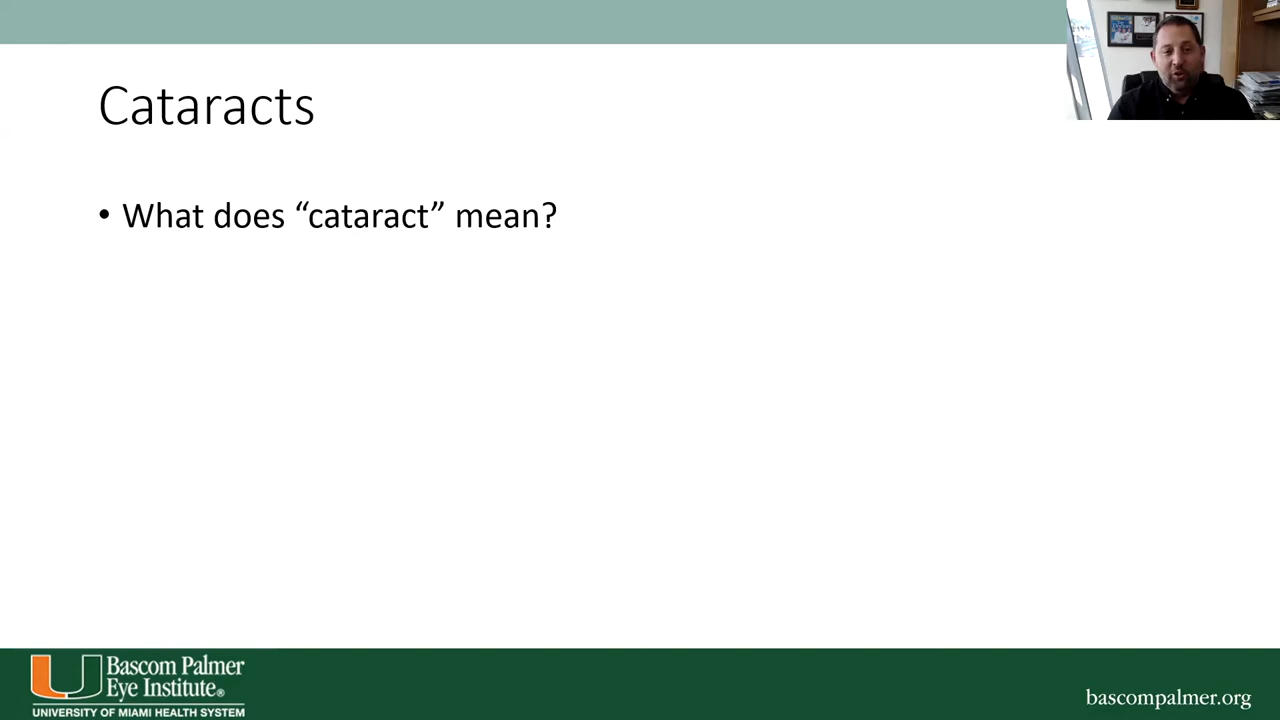 Cataracts
• What does “cataract” mean?
Bascom Palmer
Eye Institute®
UNIVERSITY OF MIAMI HEALTH SYSTEM
bascompalmer.org